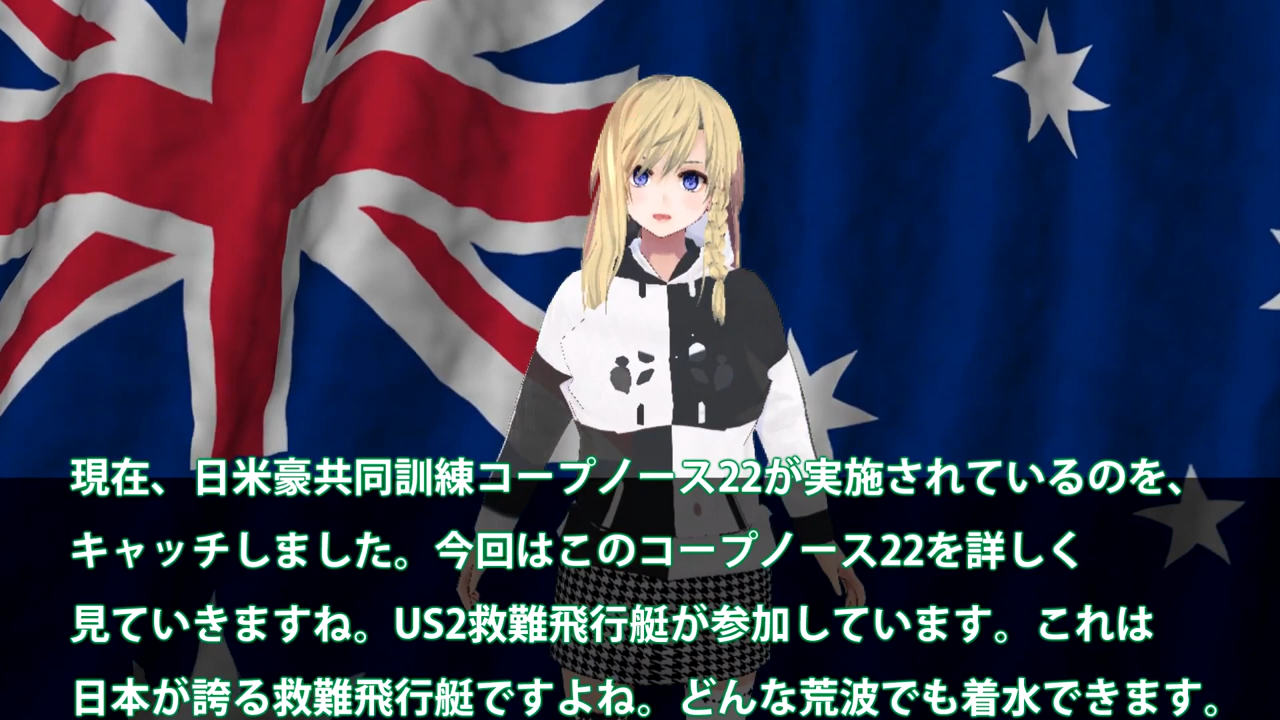 現在、日米豪共同訓練コープノース22が実施されているのを、
キャッチしました。今回はこのコープノース22を詳しく
見ていきますね。US2救難飛行艇が参加しています。これは
日本が誇る救難飛行艇ですよね。どんな荒波でも着水できます。